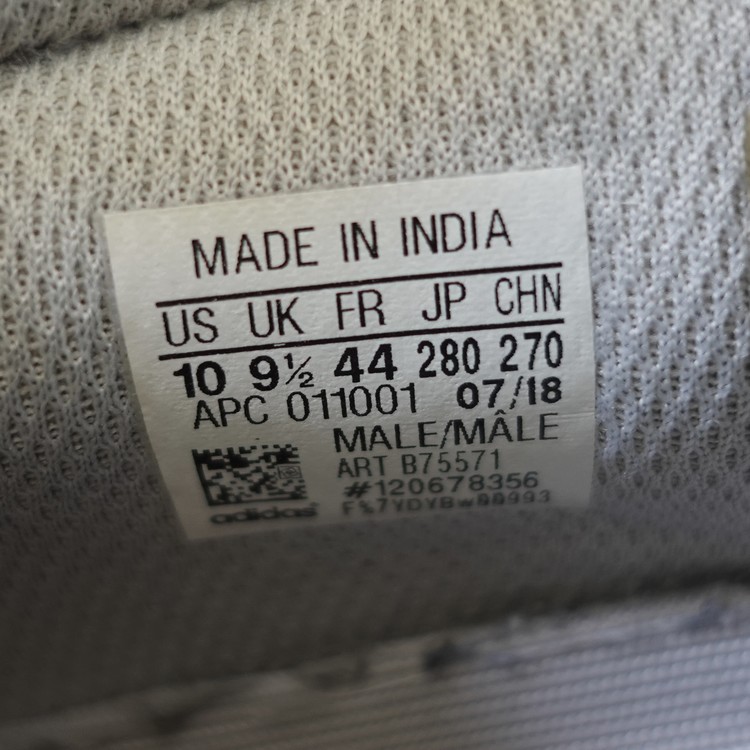 MADE IN INDIA
US UK FR JP CHN
10 9½ 44 280 270
APC 011001 07/18
MALE/MÂLE
ART B75571
#120678356
adidas